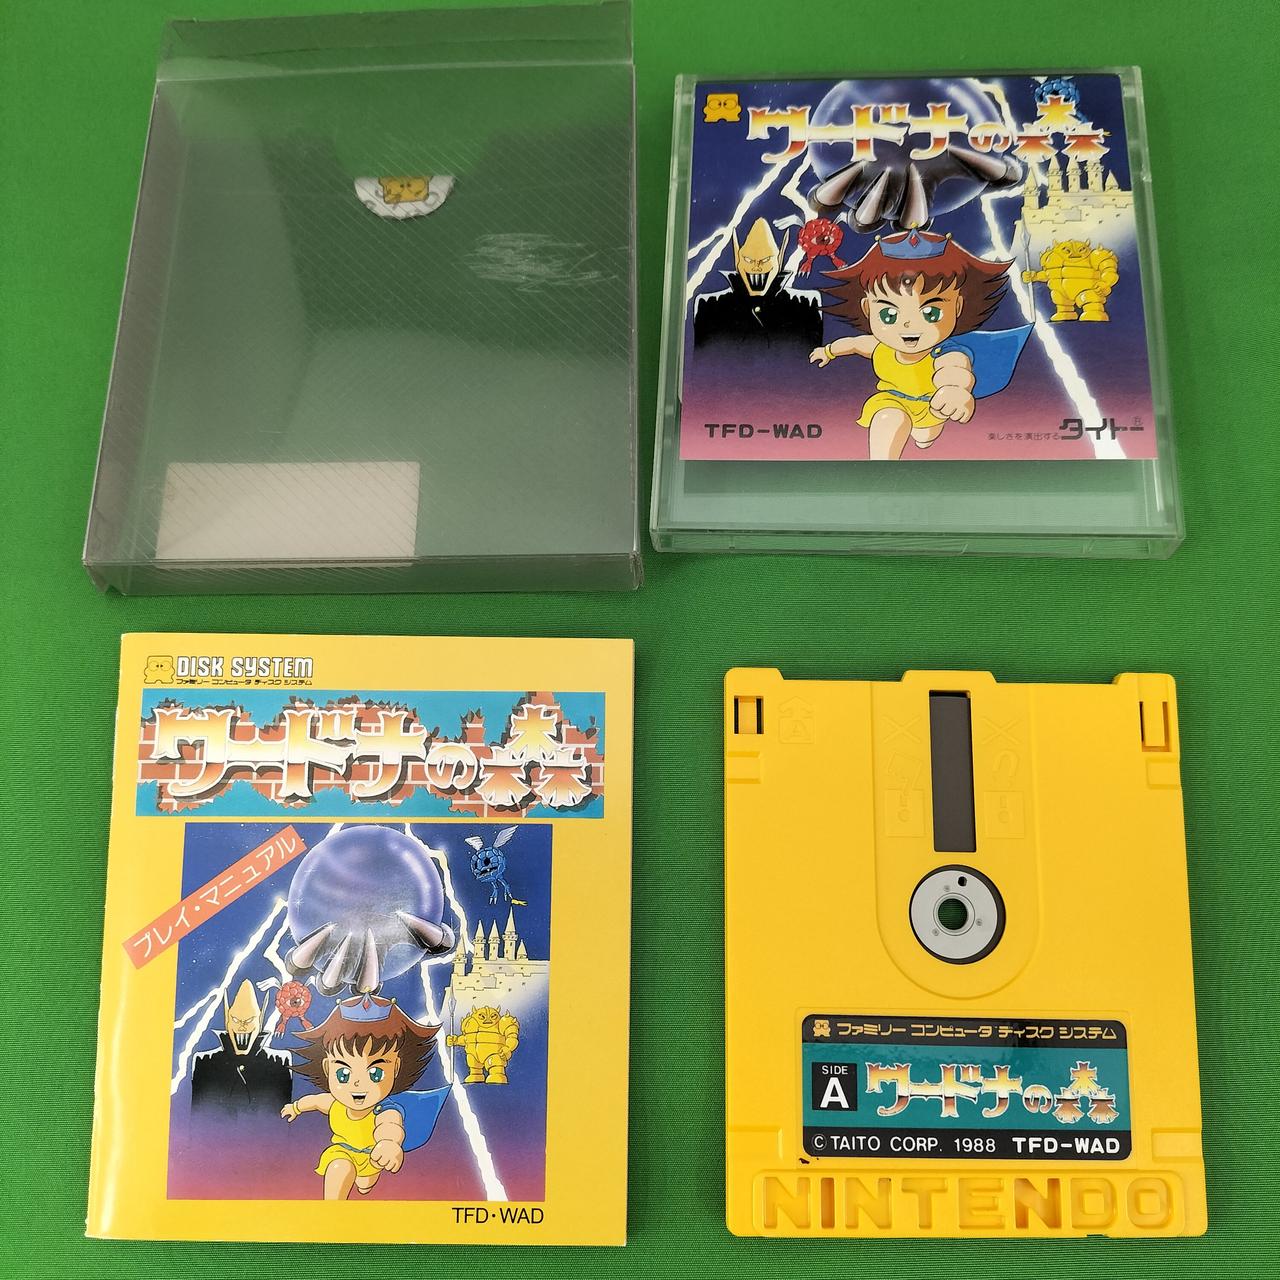 ワードナの森
TFD-WAD
楽しさを演出するタイトー®
DISK SYSTEM
ファミリー コンピュータ ディスク システム
ワードナの森
プレイ・マニュアル
TFD・WAD
ファミリー コンピュータ ディスク システム
SIDE
A
ワードナの森
© TAITO CORP. 1988 TFD-WAD
NINTENDO